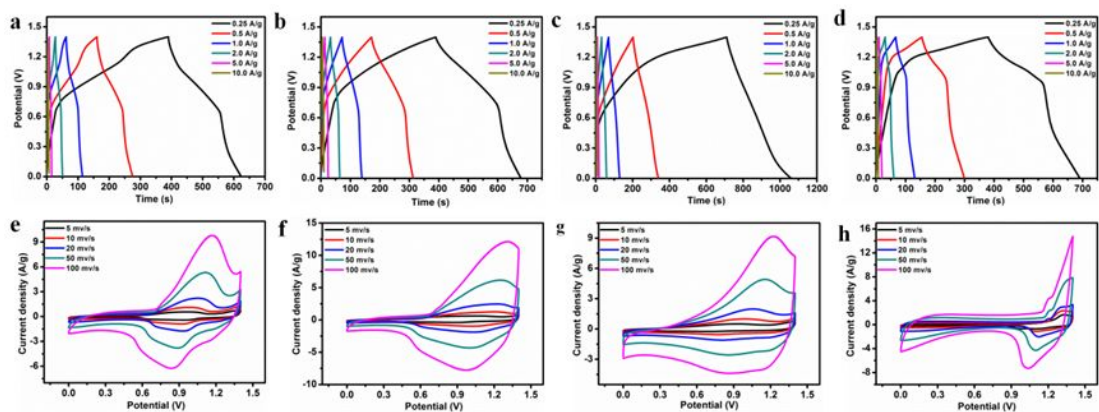 a
0.25 A/g
0.5 A/g
1.0 A/g
2.0 A/g
5.0 A/g
10.0 A/g
Potential (V)
1.5
1.2
0.9
0.6
0.3
0.0
0 100 200 300 400 500 600 700
Time (s)
b
0.25 A/g
0.5 A/g
1.0 A/g
2.0 A/g
5.0 A/g
10.0 A/g
Potential (V)
1.5
1.2
0.9
0.6
0.3
0.0
0 100 200 300 400 500 600 700 800
Time (s)
c
0.25 A/g
0.5 A/g
1.0 A/g
2.0 A/g
5.0 A/g
10.0 A/g
Potential (V)
1.5
1.2
0.9
0.6
0.3
0.0
0 200 400 600 800 1000 1200
Time (s)
d
0.25 A/g
0.5 A/g
1.0 A/g
2.0 A/g
5.0 A/g
10.0 A/g
Potential (V)
1.5
1.2
0.9
0.6
0.3
0.0
0 100 200 300 400 500 600 700 800
Time (s)
e
5 mv/s
10 mv/s
20 mv/s
50 mv/s
100 mv/s
Current density (A/g)
9
6
3
0
-3
-6
0.0 0.3 0.6 0.9 1.2 1.5
Potential (V)
f
5 mv/s
10 mv/s
20 mv/s
50 mv/s
100 mv/s
Current density (A/g)
15
10
5
0
-5
-10
0.0 0.3 0.6 0.9 1.2 1.5
Potential (V)
g
5 mv/s
10 mv/s
20 mv/s
50 mv/s
100 mv/s
Current density (A/g)
9
6
3
0
-3
0.0 0.3 0.6 0.9 1.2 1.5
Potential (V)
h
5 mv/s
10 mv/s
20 mv/s
50 mv/s
100 mv/s
Current density (A/g)
16
12
8
4
0
-4
-8
0.0 0.3 0.6 0.9 1.2 1.5
Potential (V)